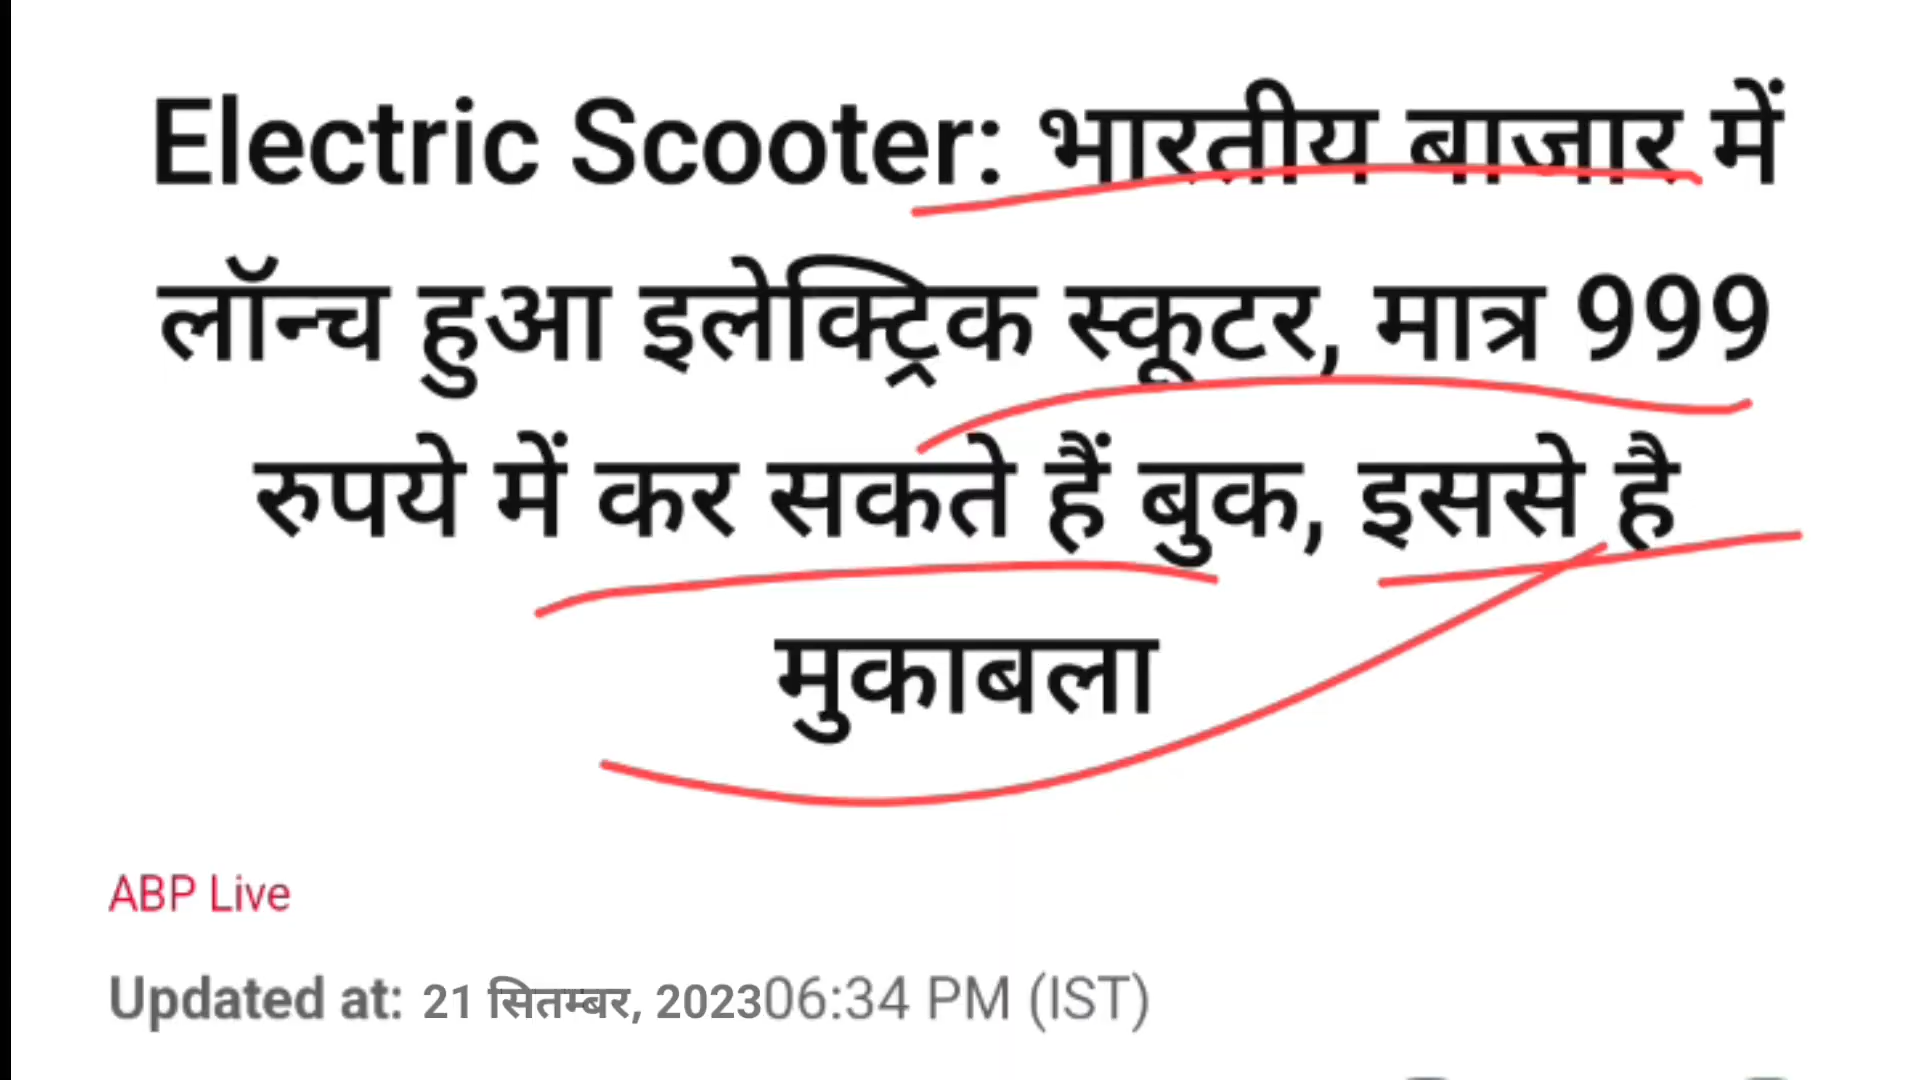 Electric Scooter: भारतीय बाजार में
लॉन्च हुआ इलेक्ट्रिक स्कूटर, मात्र 999
रुपये में कर सकते हैं बुक, इससे है
मुकाबला
ABP Live
Updated at: 21 सितम्बर, 202306:34 PM (IST)